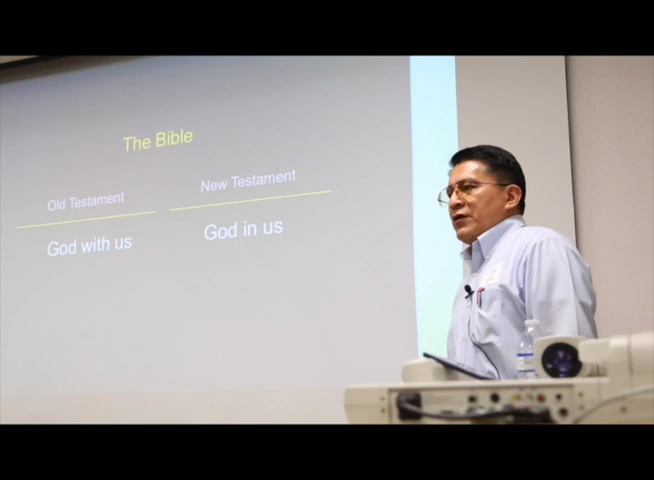 The Bible
Old Testament
New Testament
God with us
God in us